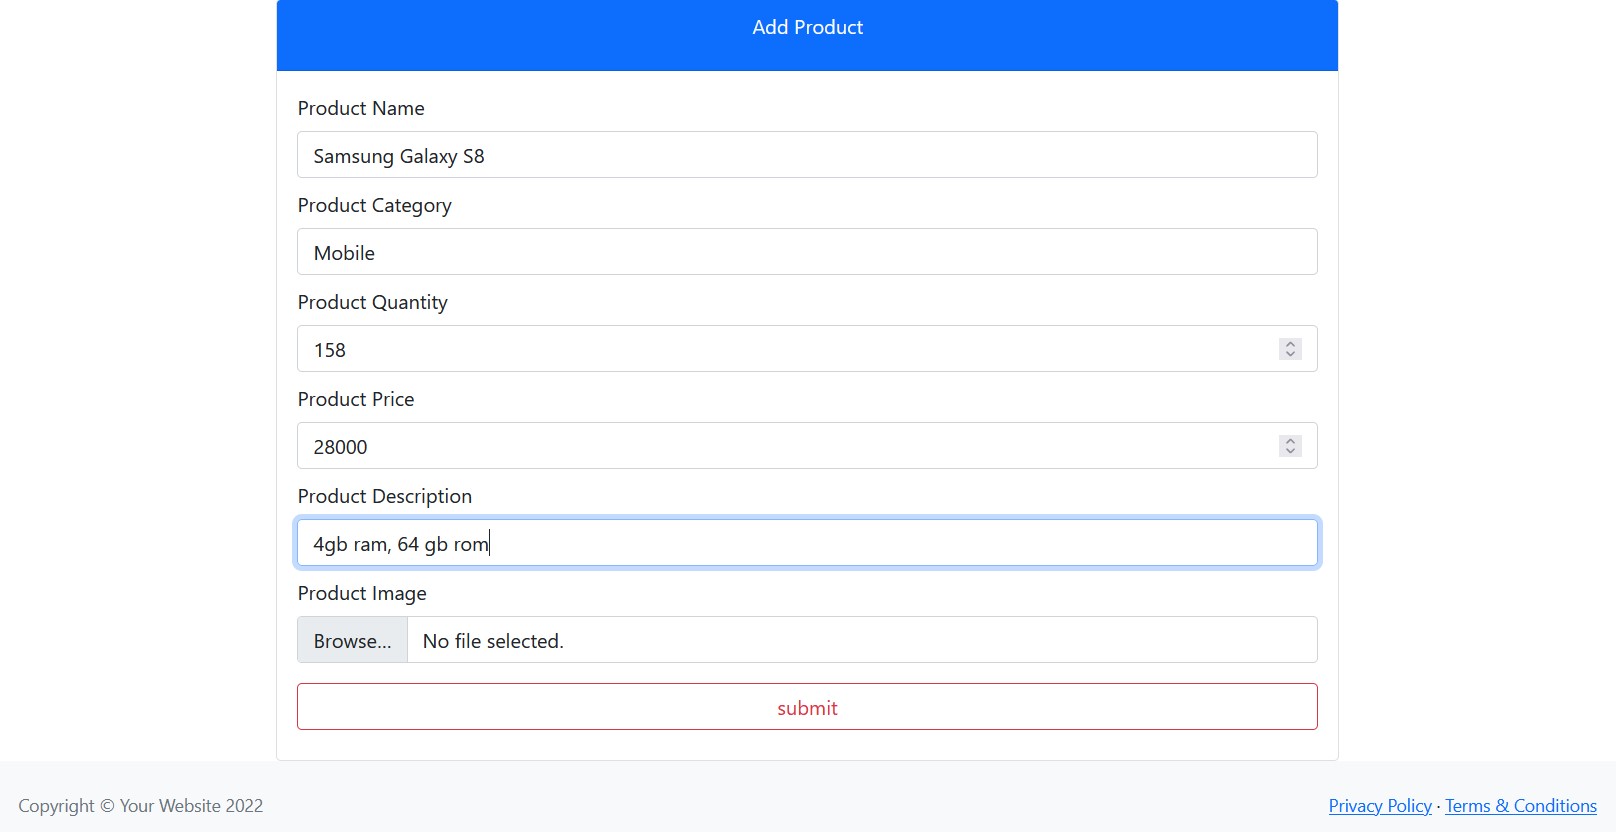 Add Product
Product Name
Samsung Galaxy S8
Product Category
Mobile
Product Quantity
158
Product Price
28000
Product Description
4gb ram, 64 gb rom
Product Image
Browse... No file selected.
submit
Copyright © Your Website 2022 Privacy Policy · Terms & Conditions